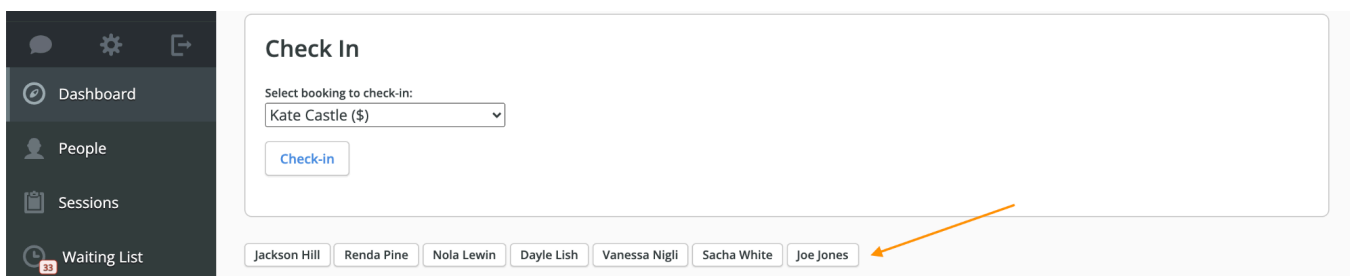 Dashboard
People
Sessions
Waiting List
33
Check In
Select booking to check-in:
Kate Castle ($)
Check-in
Jackson Hill Renda Pine Nola Lewin Dayle Lish Vanessa Nigli Sacha White Joe Jones